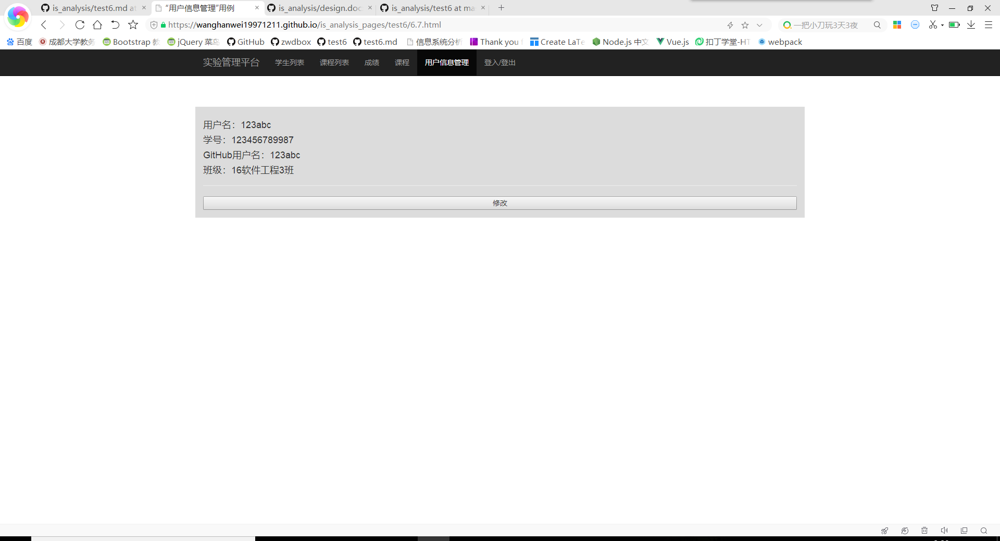 is_analysis/test6.md at
“用户信息管理”用例
is_analysis/design.doc
is_analysis/test6 at ma
https://wanghanwei19971211.github.io/is_analysis_pages/test6/6.7.html
一把小刀玩3天3夜
百度
成都大学教务
Bootstrap 教
jQuery 菜鸟
GitHub
zwdbox
test6
test6.md
信息系统分析
Thank you f
Create LaTe
Node.js 中文
Vue.js
扣丁学堂-HT
webpack
实验管理平台
学生列表
课程列表
成绩
课程
用户信息管理
登入/登出
用户名：123abc
学号：123456789987
GitHub用户名：123abc
班级：16软件工程3班
修改